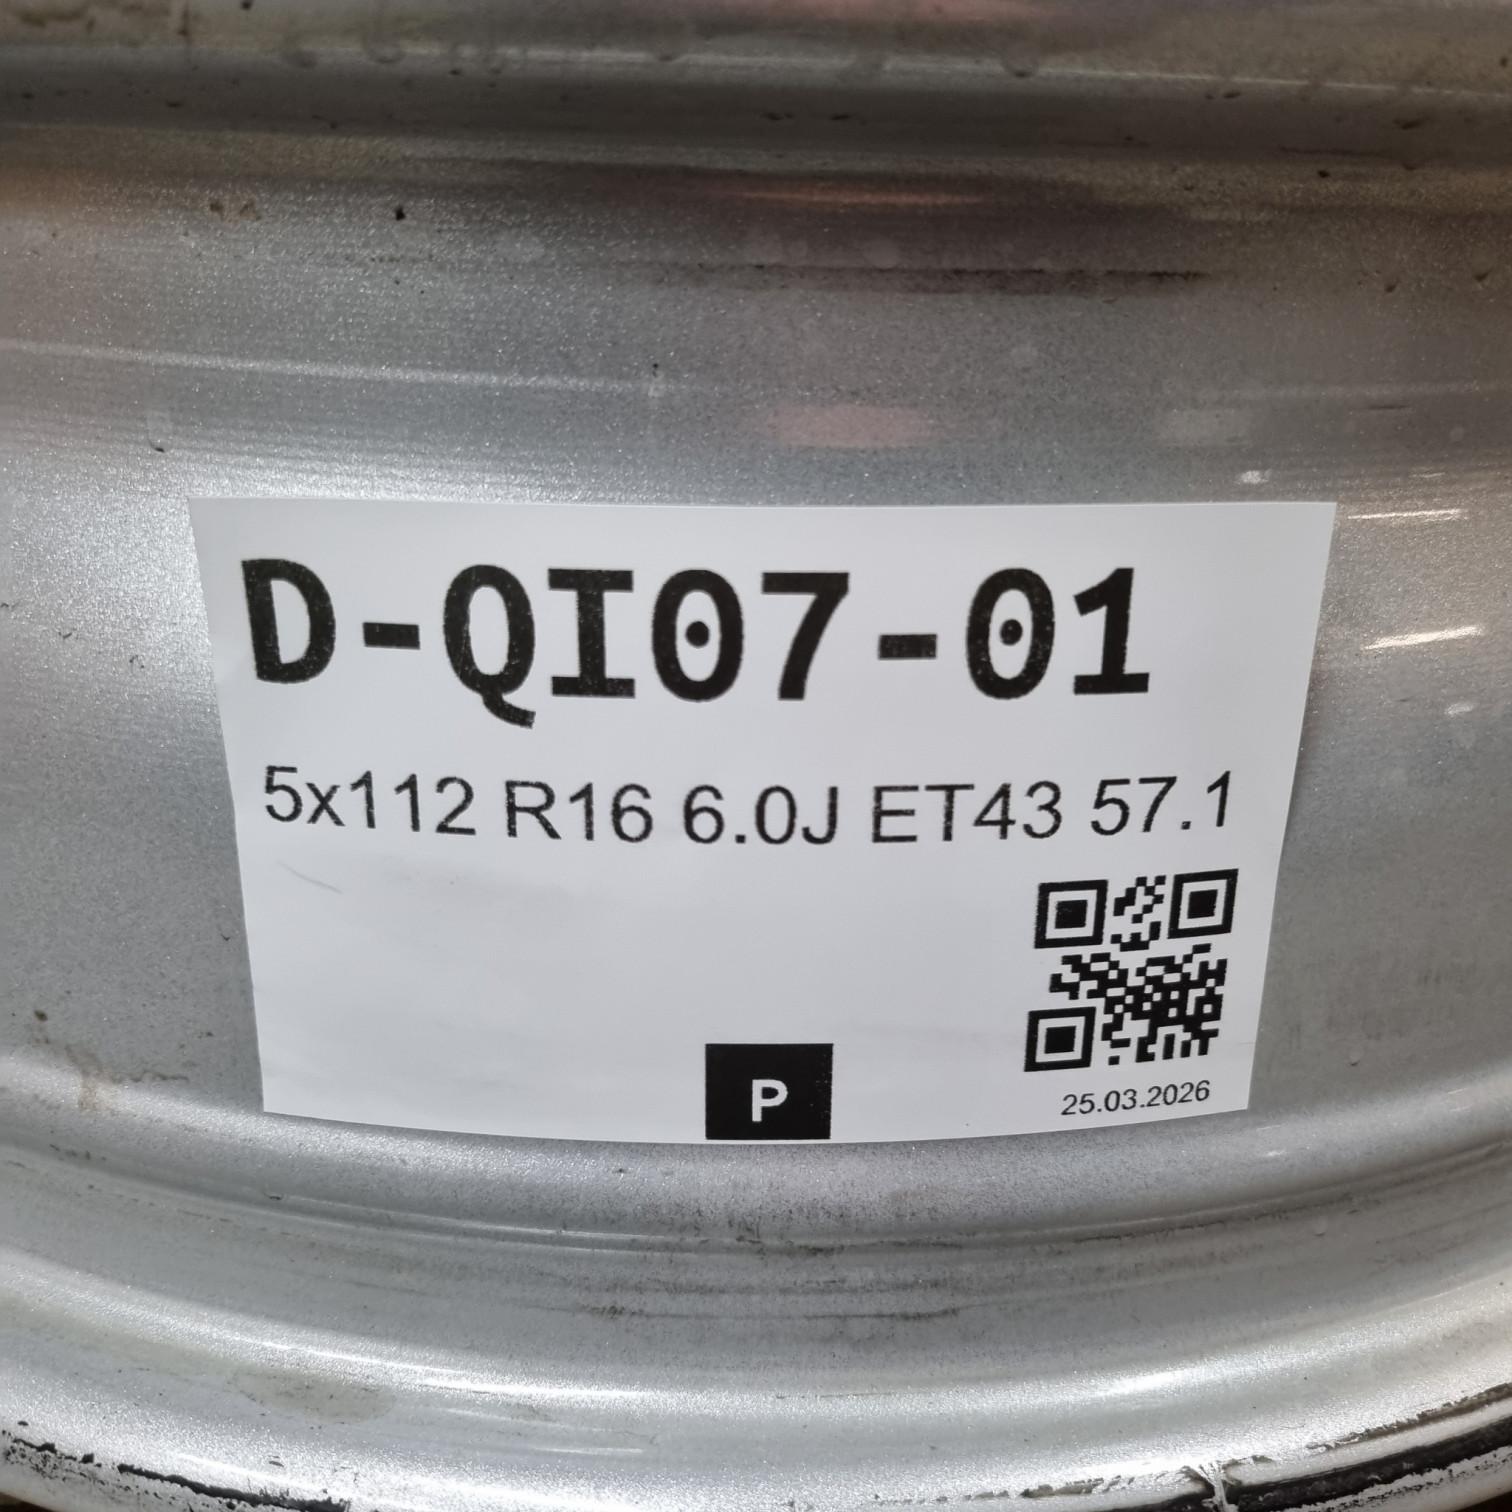 D-QI07-01
5x112 R16 6.0J ET43 57.1
P
25.03.2026